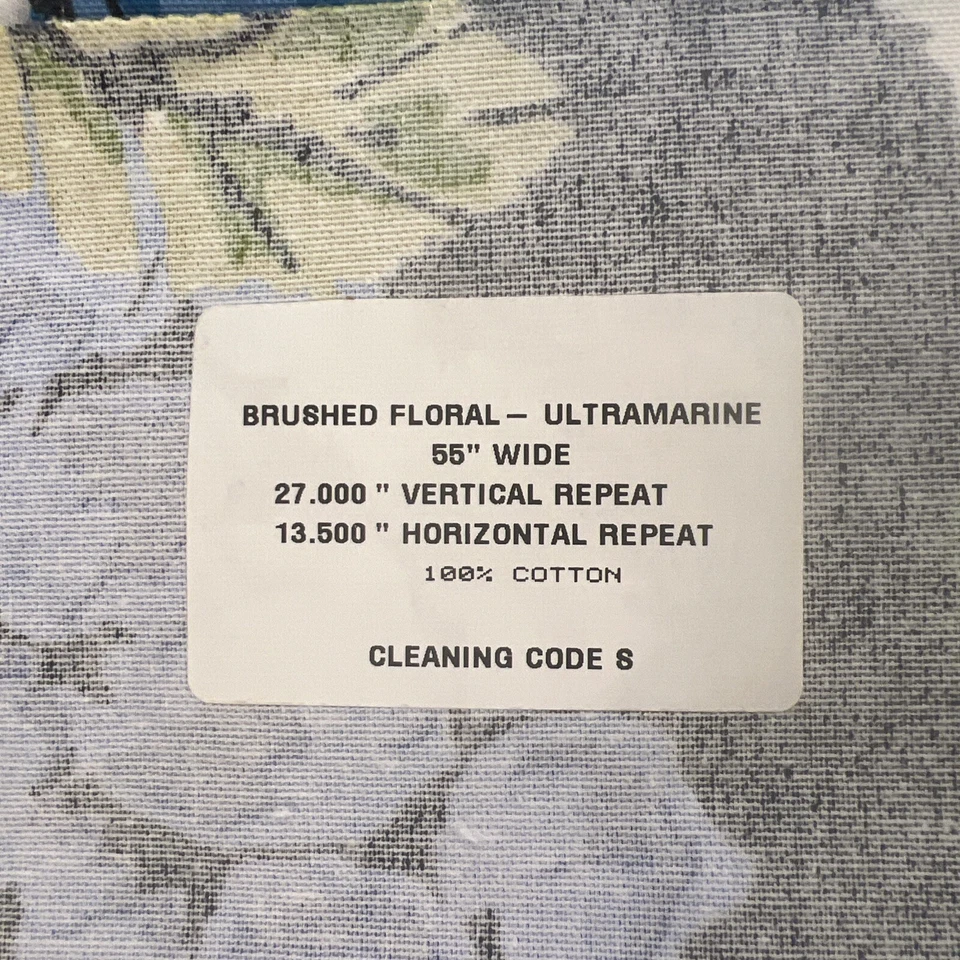 BRUSHED FLORAL – ULTRAMARINE
55" WIDE
27.000 " VERTICAL REPEAT
13.500 " HORIZONTAL REPEAT
100% COTTON
CLEANING CODE S